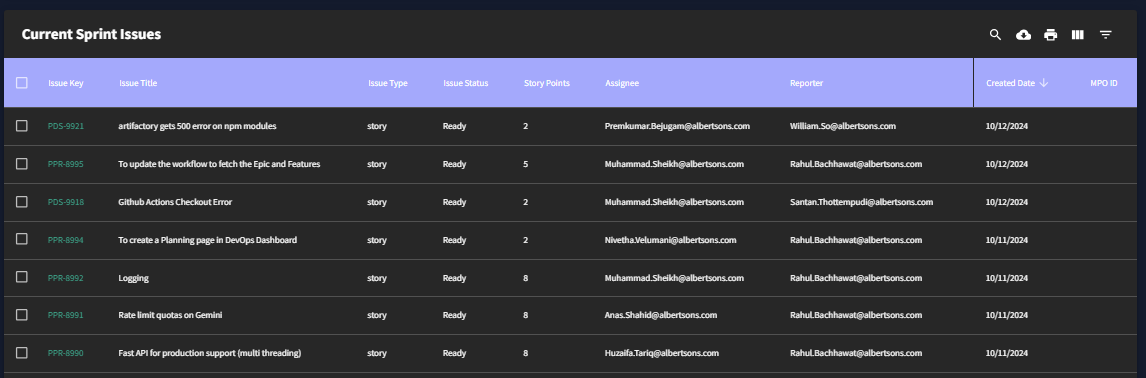 Current Sprint Issues
Issue Key Issue Title Issue Type Issue Status Story Points Assignee Reporter Created Date MPO ID
PDS-9921 artifactory gets 500 error on npm modules story Ready 2 Premkumar.Bejugam@albertsons.com William.So@albertsons.com 10/12/2024
PPR-8995 To update the workflow to fetch the Epic and Features story Ready 5 Muhammad.Sheikh@albertsons.com Rahul.Bachhawat@albertsons.com 10/12/2024
PDS-9918 Github Actions Checkout Error story Ready 2 Muhammad.Sheikh@albertsons.com Santan.Thottempudi@albertsons.com 10/12/2024
PPR-8994 To create a Planning page in DevOps Dashboard story Ready 2 Nivetha.Velumani@albertsons.com Rahul.Bachhawat@albertsons.com 10/11/2024
PPR-8992 Logging story Ready 8 Muhammad.Sheikh@albertsons.com Rahul.Bachhawat@albertsons.com 10/11/2024
PPR-8991 Rate limit quotas on Gemini story Ready 8 Anas.Shahid@albertsons.com Rahul.Bachhawat@albertsons.com 10/11/2024
PPR-8990 Fast API for production support (multi threading) story Ready 8 Huzaifa.Tariq@albertsons.com Rahul.Bachhawat@albertsons.com 10/11/2024